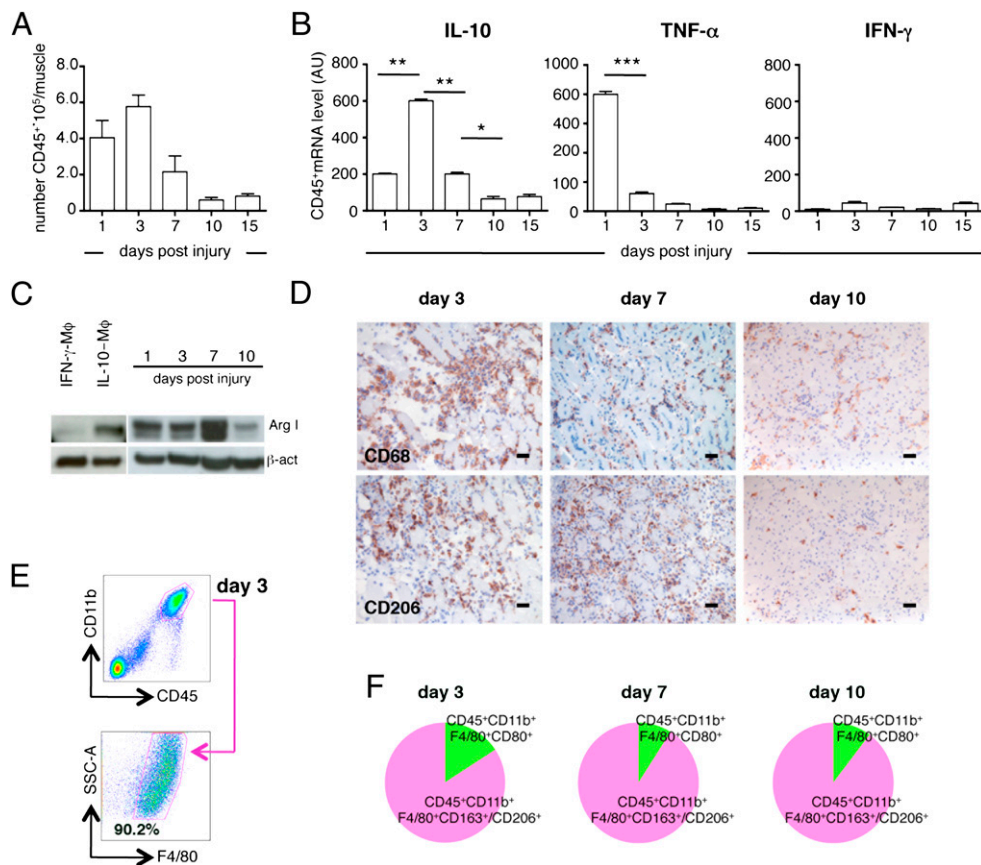 A
number CD45⁺·10⁵/muscle
8.0
6.0
4.0
2.0
0
1 3 7 10 15
days post injury
B
IL-10 TNF-α IFN-γ
CD45⁺mRNA level (AU)
** ** *
800
600
400
200
0
1 3 7 10 15
***
1000
800
600
200
100
0
1 3 7 10 15
800
600
400
200
0
1 3 7 10 15
days post injury
C
IFN-γ-Mφ
IL-10-Mφ
1 3 7 10
days post injury
Arg I
β-act
D
day 3 day 7 day 10
CD68
CD206
E
day 3
CD11b
CD45
SSC-A
90.2%
F4/80
F
day 3 day 7 day 10
CD45⁺CD11b⁺
F4/80⁺CD80⁺
CD45⁺CD11b⁺
F4/80⁺CD163⁺/CD206⁺
CD45⁺CD11b⁺
F4/80⁺CD80⁺
CD45⁺CD11b⁺
F4/80⁺CD163⁺/CD206⁺
CD45⁺CD11b⁺
F4/80⁺CD80⁺
CD45⁺CD11b⁺
F4/80⁺CD163⁺/CD206⁺